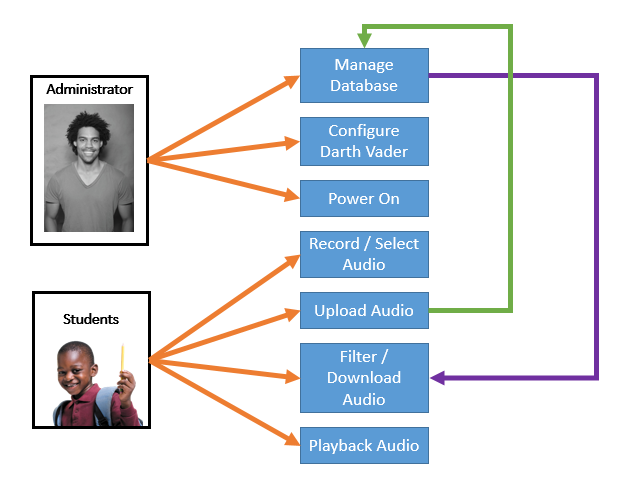 Administrator
Manage
Database
Configure
Darth Vader
Power On
Record / Select
Audio
Students
Upload Audio
Filter /
Download
Audio
Playback Audio